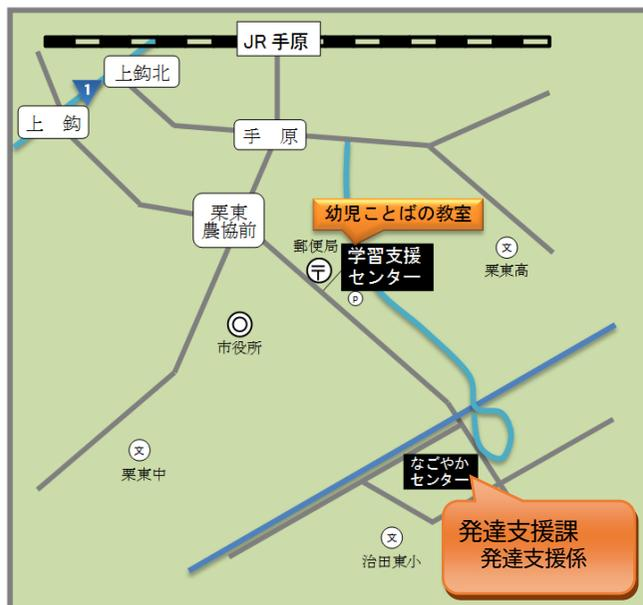 JR 手原
上鈎北
1
上　鈎
手　原
栗東
農協前
幼児ことばの教室
郵便局
〒
学習支援
センター
P
文
栗東高
市役所
文
栗東中
なごやか
センター
発達支援課
発達支援係
文
治田東小